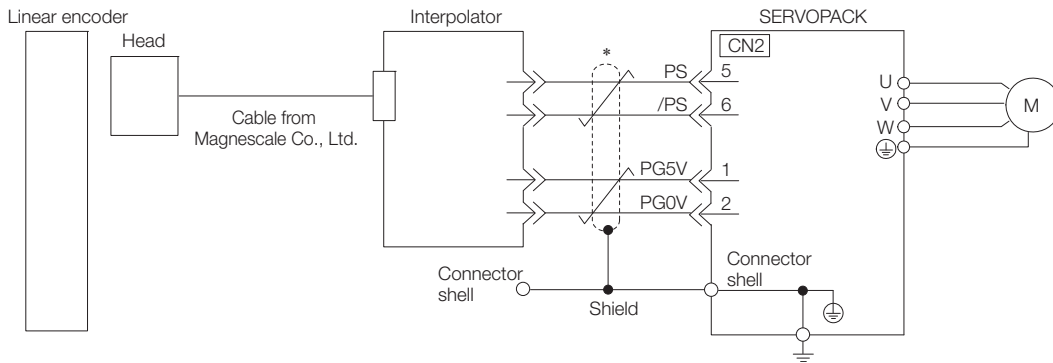 Linear encoder
Head
Interpolator
SERVOPACK
CN2
*
PS
5
/PS
6
PG5V
1
PG0V
2
Cable from
Magnescale Co., Ltd.
U
V
W
M
Connector
shell
Shield
Connector
shell